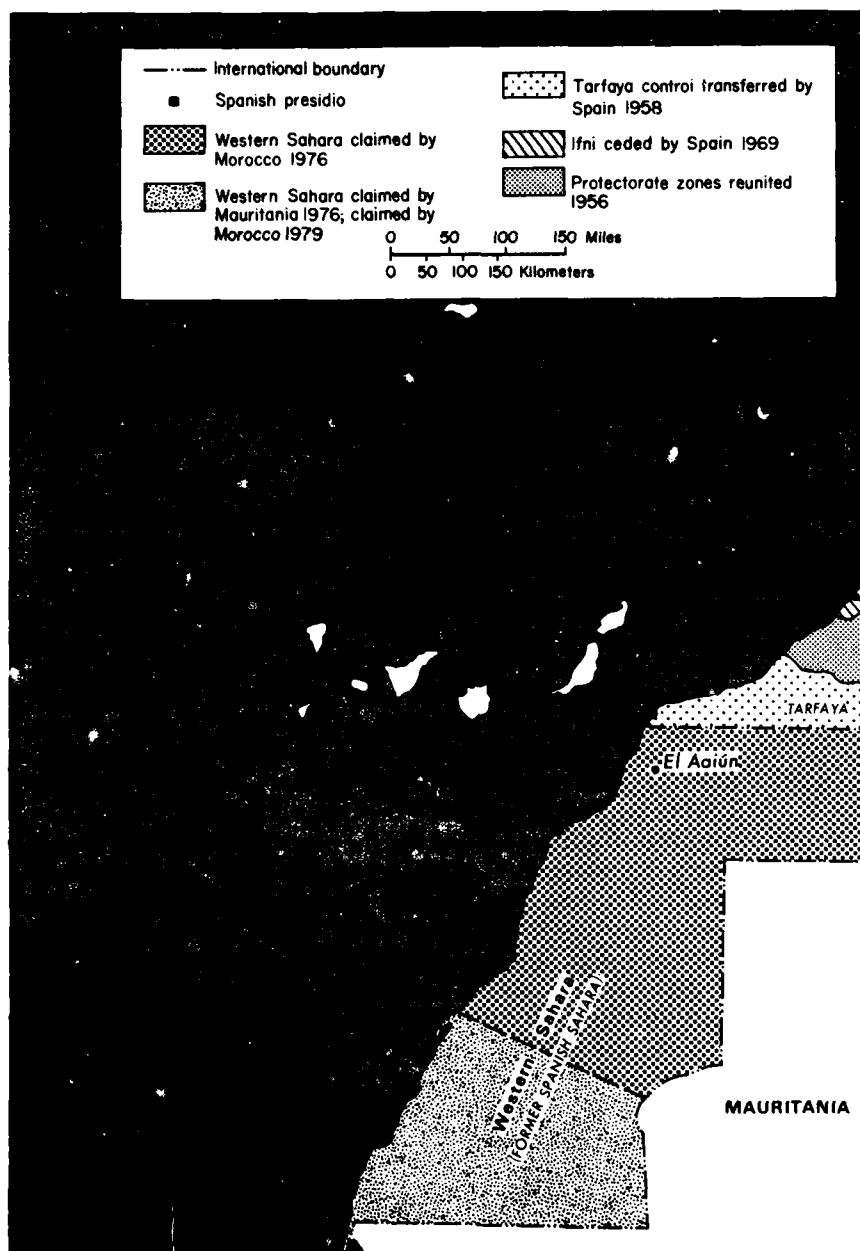 International boundary
Spanish presidio
Western Sahara claimed by
Morocco 1976
Western Sahara claimed by
Mauritania 1976; claimed by
Morocco 1979
Tarfaya control transferred by
Spain 1958
Ifni ceded by Spain 1969
Protectorate zones reunited
1956
0 50 100 150 Miles
0 50 100 150 Kilometers
TARFAYA
El Aaiún
Western Sahara
(FORMER SPANISH SAHARA)
MAURITANIA